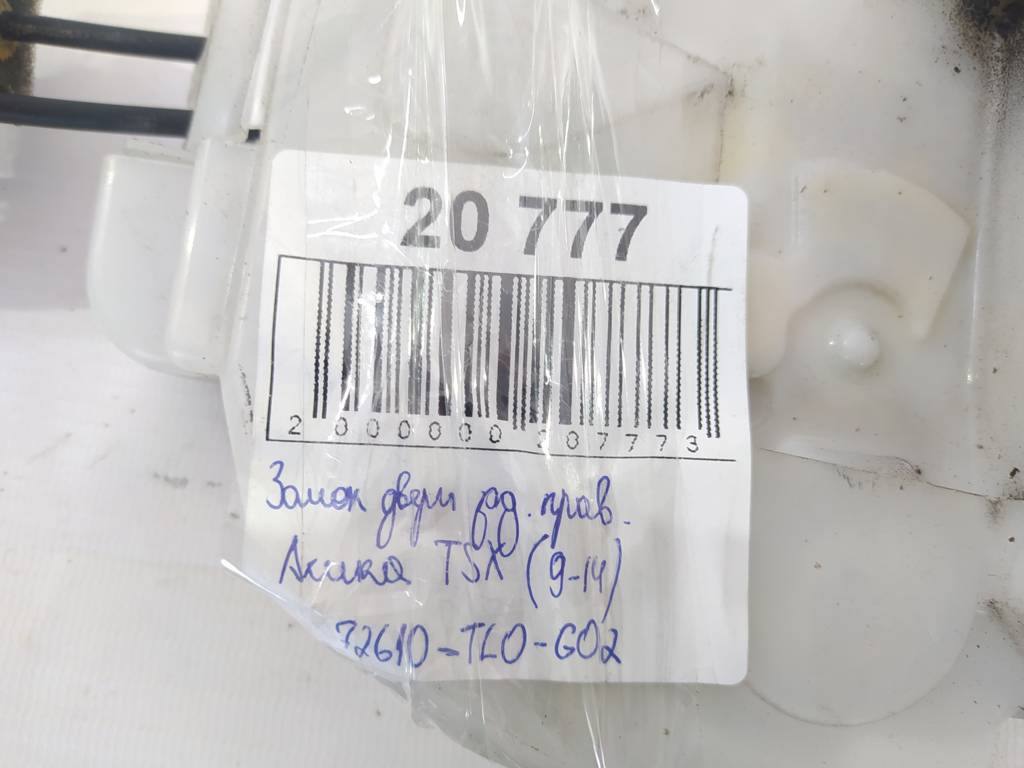 20 777
2 000000 207773
Замок двери зад. прав.
Акура TSX (9-14)
72610-TL0-G02